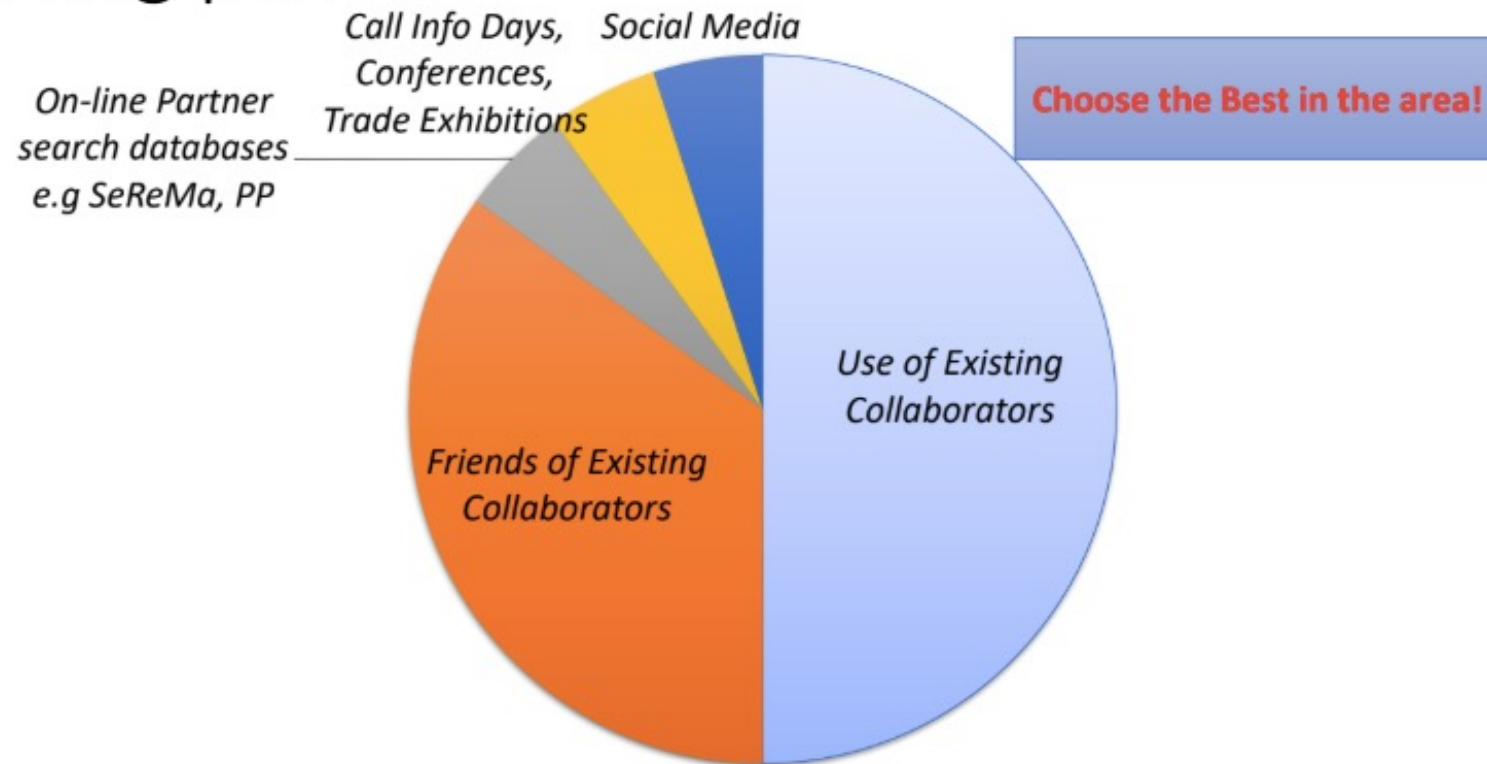 Call Info Days,
Conferences,
Trade Exhibitions
Social Media
On-line Partner
search databases
e.g SeReMa, PP
Choose the Best in the area!
Use of Existing
Collaborators
Friends of Existing
Collaborators